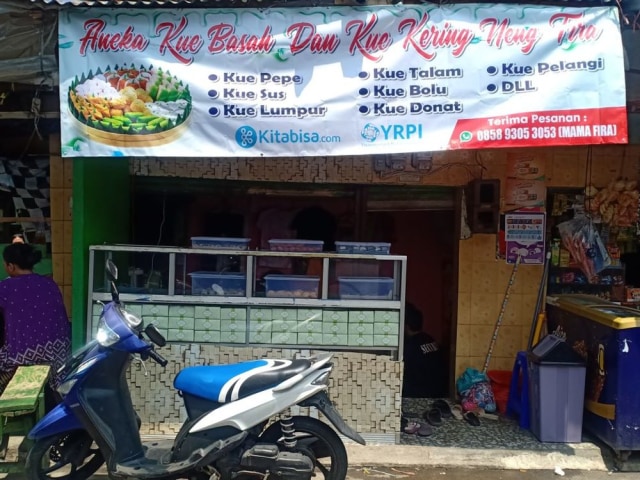 Aneka Kue Basah Dan Kue Kering Neng Tira
• Kue Pepe
• Kue Sus
• Kue Lumpur
• Kue Talam
• Kue Bolu
• Kue Donat
• Kue Pelangi
• DLL
Kitabisa.com
YRPI
Terima Pesanan :
0858 9305 3053 (MAMA FIRA)